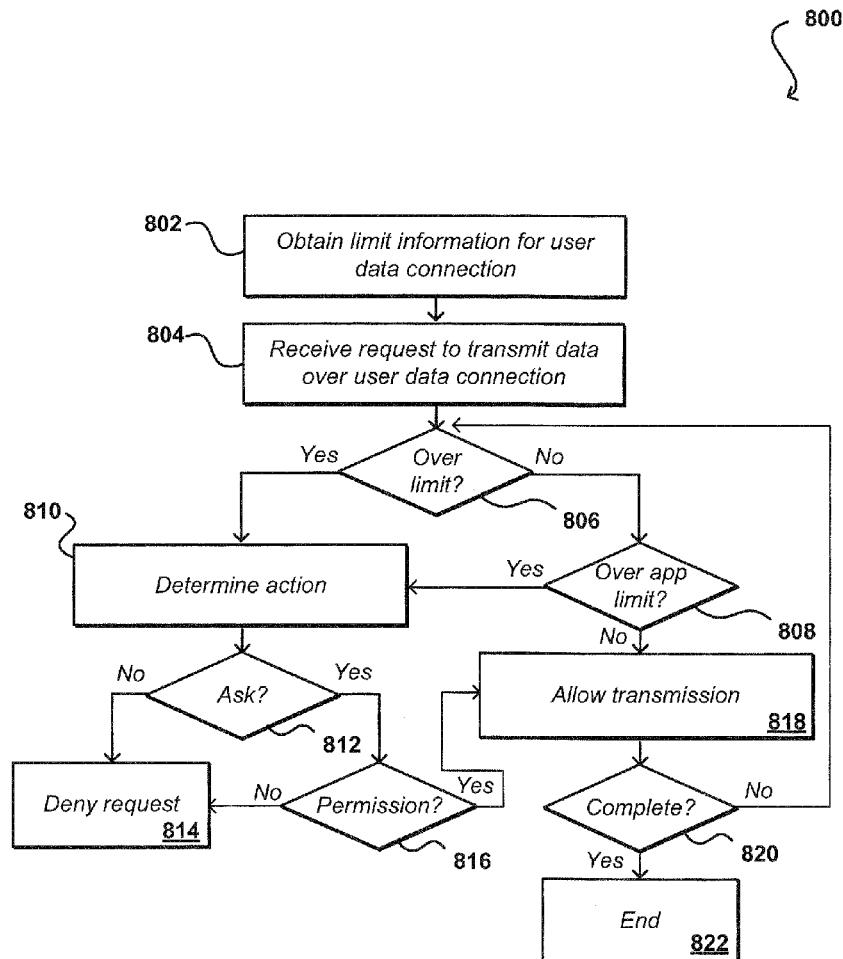 800
802
Obtain limit information for user
data connection
804
Receive request to transmit data
over user data connection
Yes
Over
limit?
No
806
810
Determine action
Yes
Over app
limit?
808
No
No
Ask?
Yes
812
Allow transmission
818
Deny request
814
No
Permission?
Yes
816
Complete?
No
820
Yes
End
822